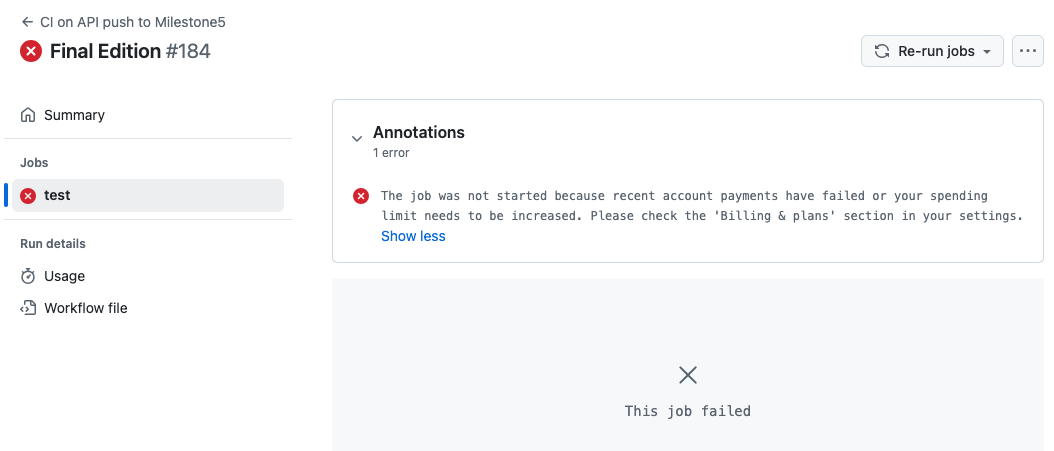 ← CI on API push to Milestone5
Final Edition #184
Re-run jobs
Summary
Jobs
test
Run details
Usage
Workflow file
Annotations
1 error
The job was not started because recent account payments have failed or your spending
limit needs to be increased. Please check the 'Billing & plans' section in your settings.
Show less
This job failed